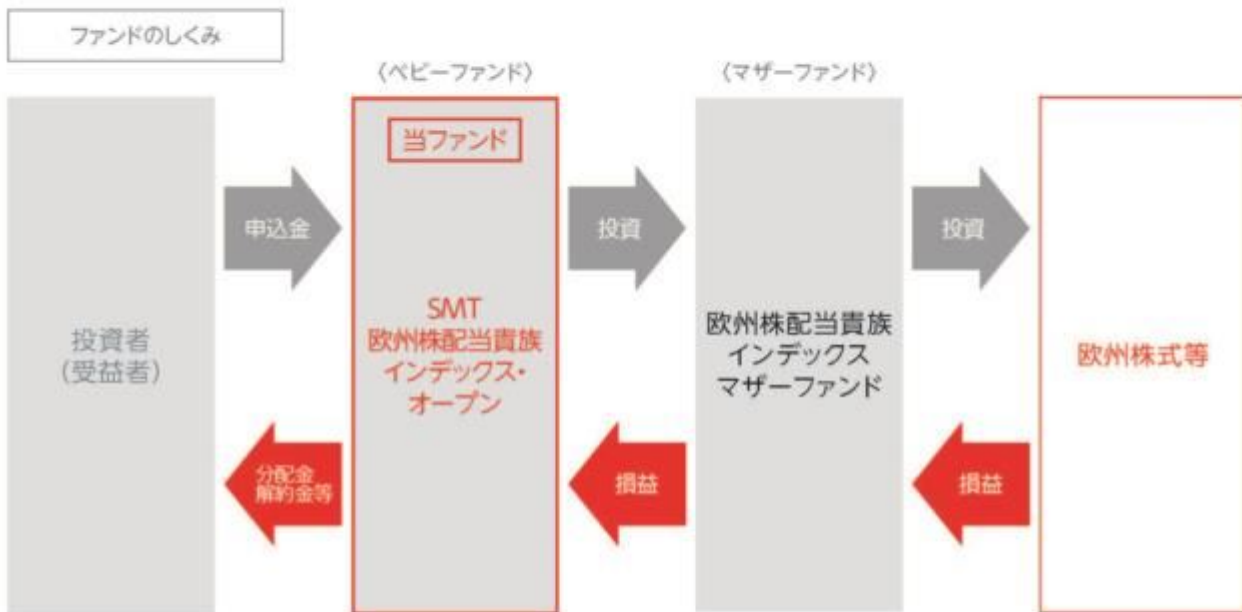 ファンドのしくみ
〈ベビーファンド〉
〈マザーファンド〉
当ファンド
申込金
投資
投資
投資者
(受益者)
SMT
欧州株配当貴族
インデックス・
オープン
欧州株配当貴族
インデックス
マザーファンド
欧州株式等
分配金
解約金等
損益
損益